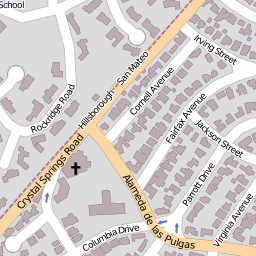 School
Irving Street
Hillsborough - San Mateo
Cornell Avenue
Rockridge Road
Fairfax Avenue
Jackson Street
Crystal Springs Road
Alameda de las Pulgas
Parrott Drive
Virginia Avenue
Columbia Drive